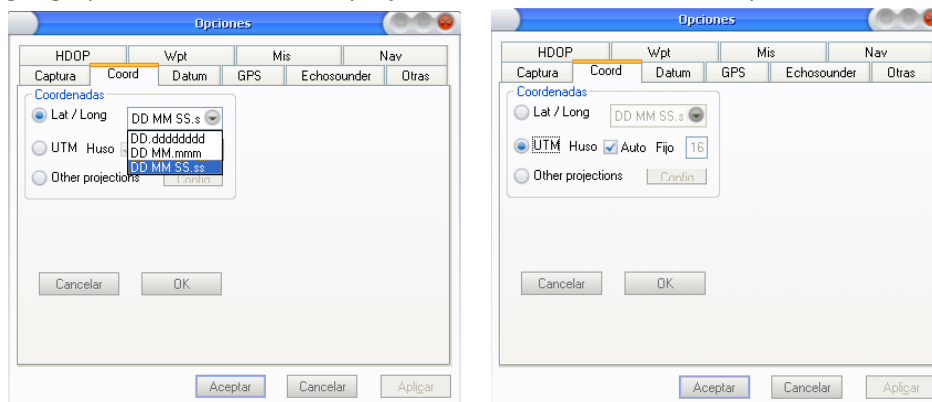 Opciones
HDOP Wpt Mis Nav
Captura Coord Datum GPS Echosounder Otras
Coordenadas
Lat / Long DD MM SS.s
DD.dddddddd
UTM Huso DD MM.mmm
DD MM SS.ss
Other projections Config
Cancelar OK
Aceptar Cancelar Aplicar
Opciones
HDOP Wpt Mis Nav
Captura Coord Datum GPS Echosounder Otras
Coordenadas
Lat / Long DD MM SS.s
UTM Huso Auto Fijo 16
Other projections Config
Cancelar OK
Aceptar Cancelar Aplicar